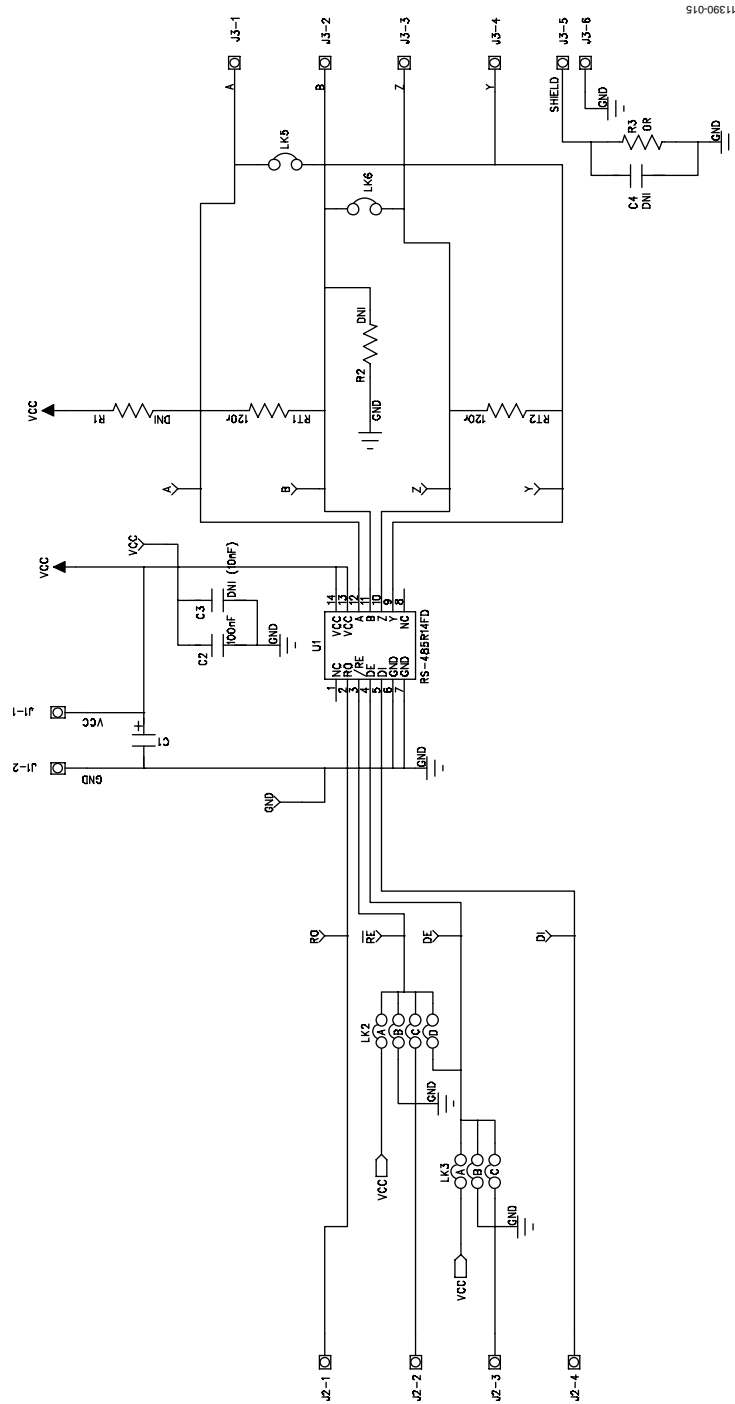 11390-015
J3-1
J3-2
J3-3
J3-4
J3-5
J3-6
A
B
Z
Y
SHIELD
GND
LK5
LK6
R3
0R
C4
DNI
GND
VCC
R1
DNI
120r
RT1
R2
DNI
GND
120r
RT2
A
B
Z
Y
VCC
VCC
C3
DNI (10nF)
C2
100nF
GND
U1
14
13
12
11
10
9
8
VCC
VCC
A
B
Z
Y
NC
NC
RO
/RE
DE
DI
GND
GND
1
2
3
4
5
6
7
RS-485R14FD
J1-1
VCC
C1
+
J1-2
GND
GND
GND
RO
RE
DE
DI
LK2
A
B
C
D
GND
VCC
LK3
A
B
C
GND
VCC
J2-1
J2-2
J2-3
J2-4